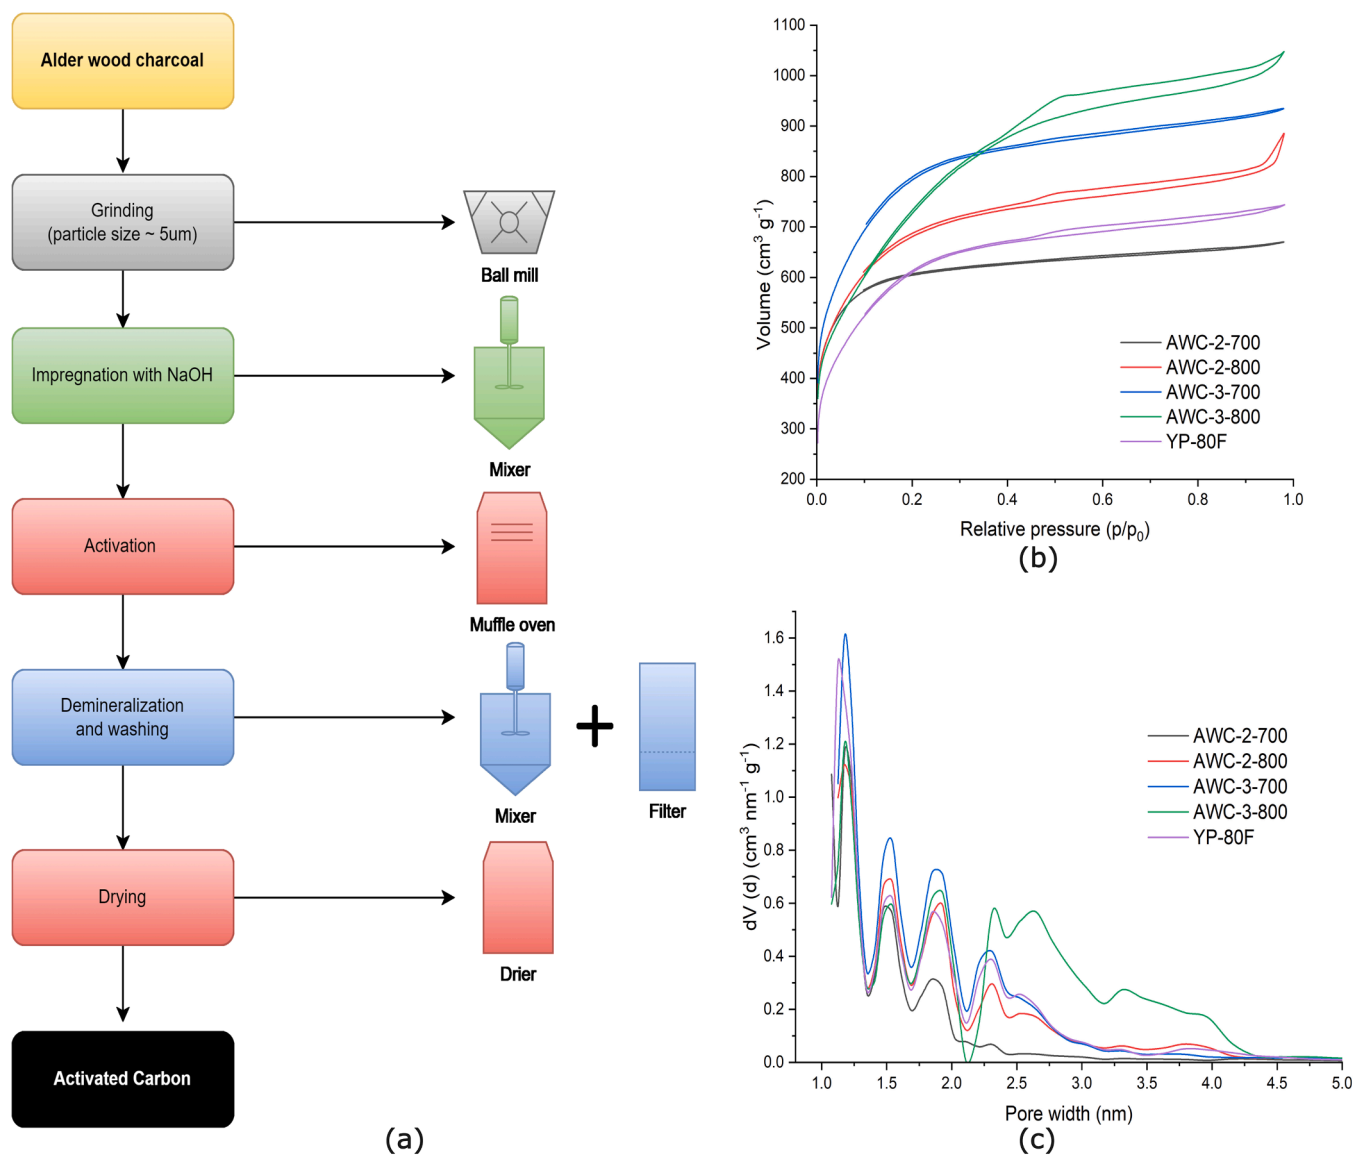 Alder wood charcoal
Grinding
(particle size ~ 5um)
Ball mill
Impregnation with NaOH
Mixer
Activation
Muffle oven
Demineralization
and washing
Mixer
Filter
Drying
Drier
Activated Carbon
(a)
1100
1000
900
800
700
600
500
400
300
200
Volume (cm³ g⁻¹)
AWC-2-700
AWC-2-800
AWC-3-700
AWC-3-800
YP-80F
0.0 0.2 0.4 0.6 0.8 1.0
Relative pressure (p/p₀)
(b)
1.6
1.4
1.2
1.0
0.8
0.6
0.4
0.2
0.0
dV (d) (cm³ nm⁻¹ g⁻¹)
AWC-2-700
AWC-2-800
AWC-3-700
AWC-3-800
YP-80F
1.0 1.5 2.0 2.5 3.0 3.5 4.0 4.5 5.0
Pore width (nm)
(c)